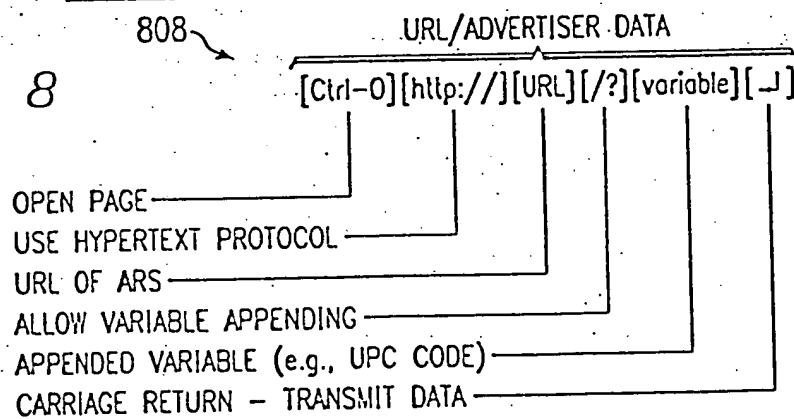 808
URL/ADVERTISER DATA
8
[Ctrl-O][http://][URL][/?][variable][↵]
OPEN PAGE
USE HYPERTEXT PROTOCOL
URL OF ARS
ALLOW VARIABLE APPENDING
APPENDED VARIABLE (e.g., UPC CODE)
CARRIAGE RETURN - TRANSMIT DATA